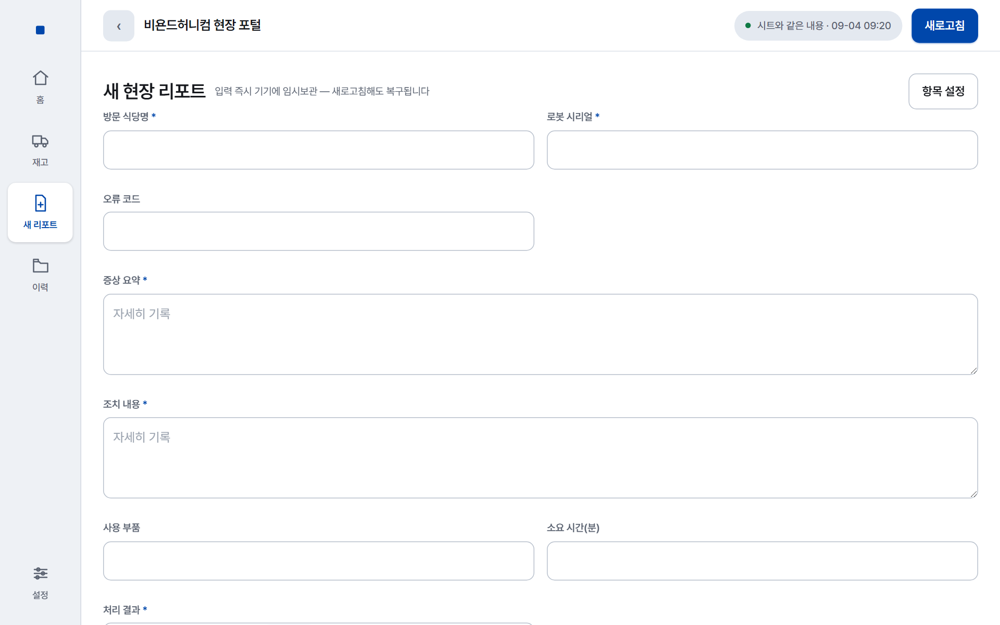 비욘드허니컴 현장 포털
시트와 같은 내용 · 09-04 09:20
새로고침
홈
재고
새 리포트
이력
설정
새 현장 리포트
입력 즉시 기기에 임시보관 — 새로고침해도 복구됩니다
항목 설정
방문 식당명 *
로봇 시리얼 *
오류 코드
증상 요약 *
자세히 기록
조치 내용 *
자세히 기록
사용 부품
소요 시간(분)
처리 결과 *